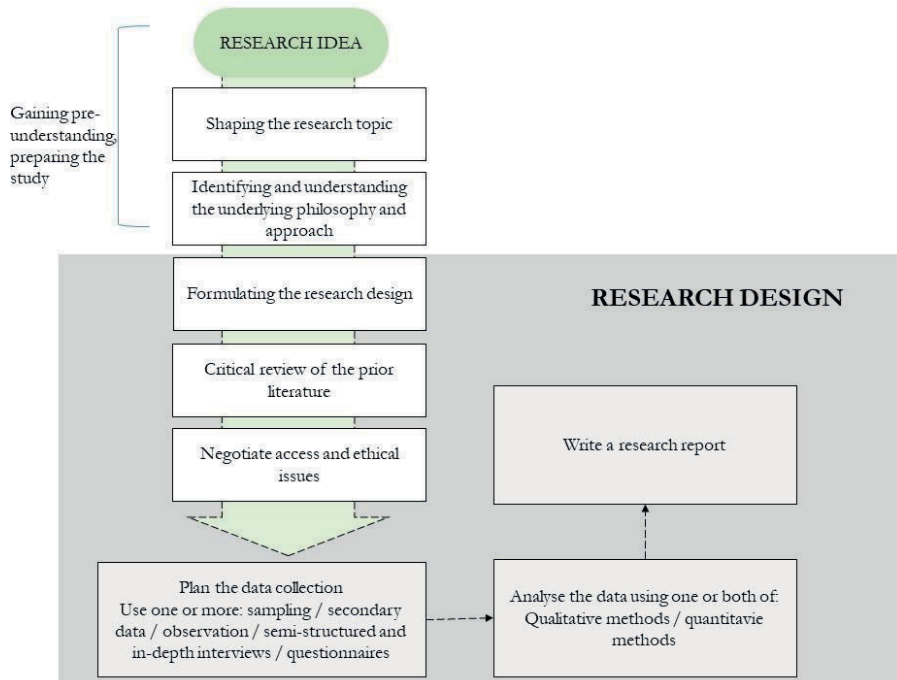 RESEARCH IDEA
Gaining pre-
understanding,
preparing the
study
Shaping the research topic
Identifying and understanding
the underlying philosophy and
approach
Formulating the research design
RESEARCH DESIGN
Critical review of the prior
literature
Negotiate access and ethical
issues
Plan the data collection
Use one or more: sampling / secondary
data / observation / semi-structured and
in-depth interviews / questionnaires
Analyse the data using one or both of:
Qualitative methods / quantitavie
methods
Write a research report